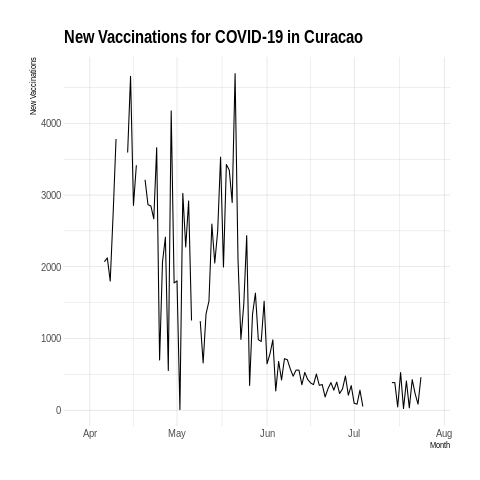 New Vaccinations for COVID-19 in Curacao
New Vaccinations
4000
3000
2000
1000
0
Apr May Jun Jul Aug
Month